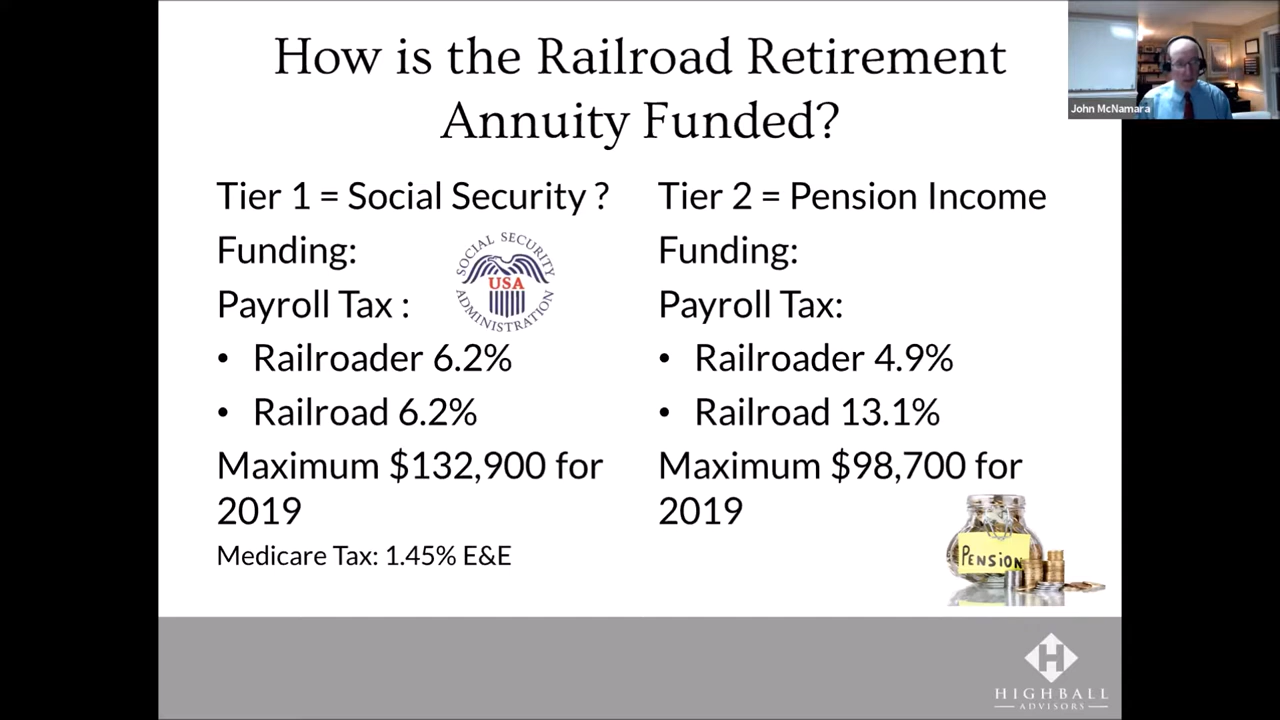 How is the Railroad Retirement
Annuity Funded?
John McNamara
Tier 1 = Social Security ?
Funding:
Payroll Tax :
SOCIAL SECURITY
USA
ADMINISTRATION
• Railroader 6.2%
• Railroad 6.2%
Maximum $132,900 for
2019
Medicare Tax: 1.45% E&E
Tier 2 = Pension Income
Funding:
Payroll Tax:
• Railroader 4.9%
• Railroad 13.1%
Maximum $98,700 for
2019
PENSION
H
HIGHBALL
ADVISORS